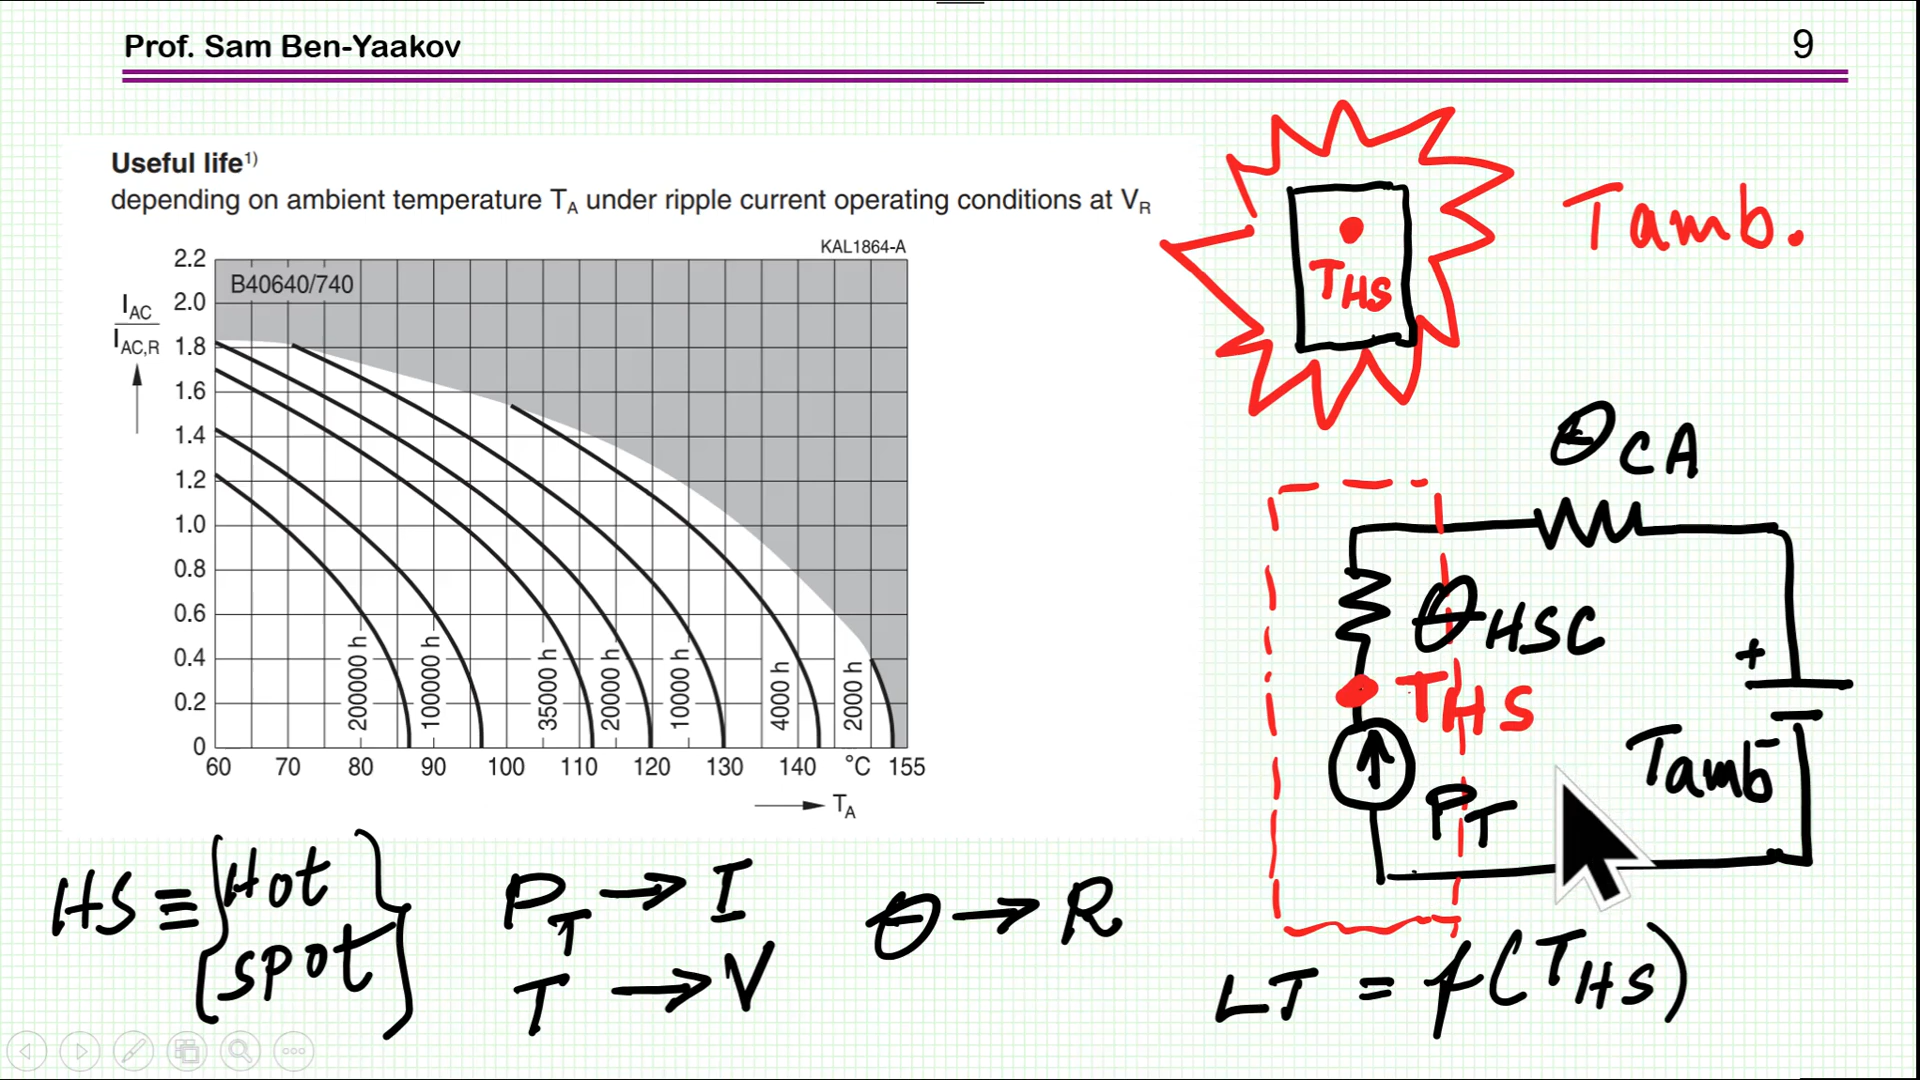 Prof. Sam Ben-Yaakov
9
Useful life1)
depending on ambient temperature TA under ripple current operating conditions at VR
KAL1864-A
B40640/740
IAC
IAC,R
2.2
2.0
1.8
1.6
1.4
1.2
1.0
0.8
0.6
0.4
0.2
0
200000 h
100000 h
35000 h
20000 h
10000 h
4000 h
2000 h
60 70 80 90 100 110 120 130 140 °C 155
TA
THS
Tamb.
θCA
θHSC
THS
PT
+
-
Tamb
HS ≡ {Hot spot}
PT → I
T → V
θ → R
LT = f(THS)